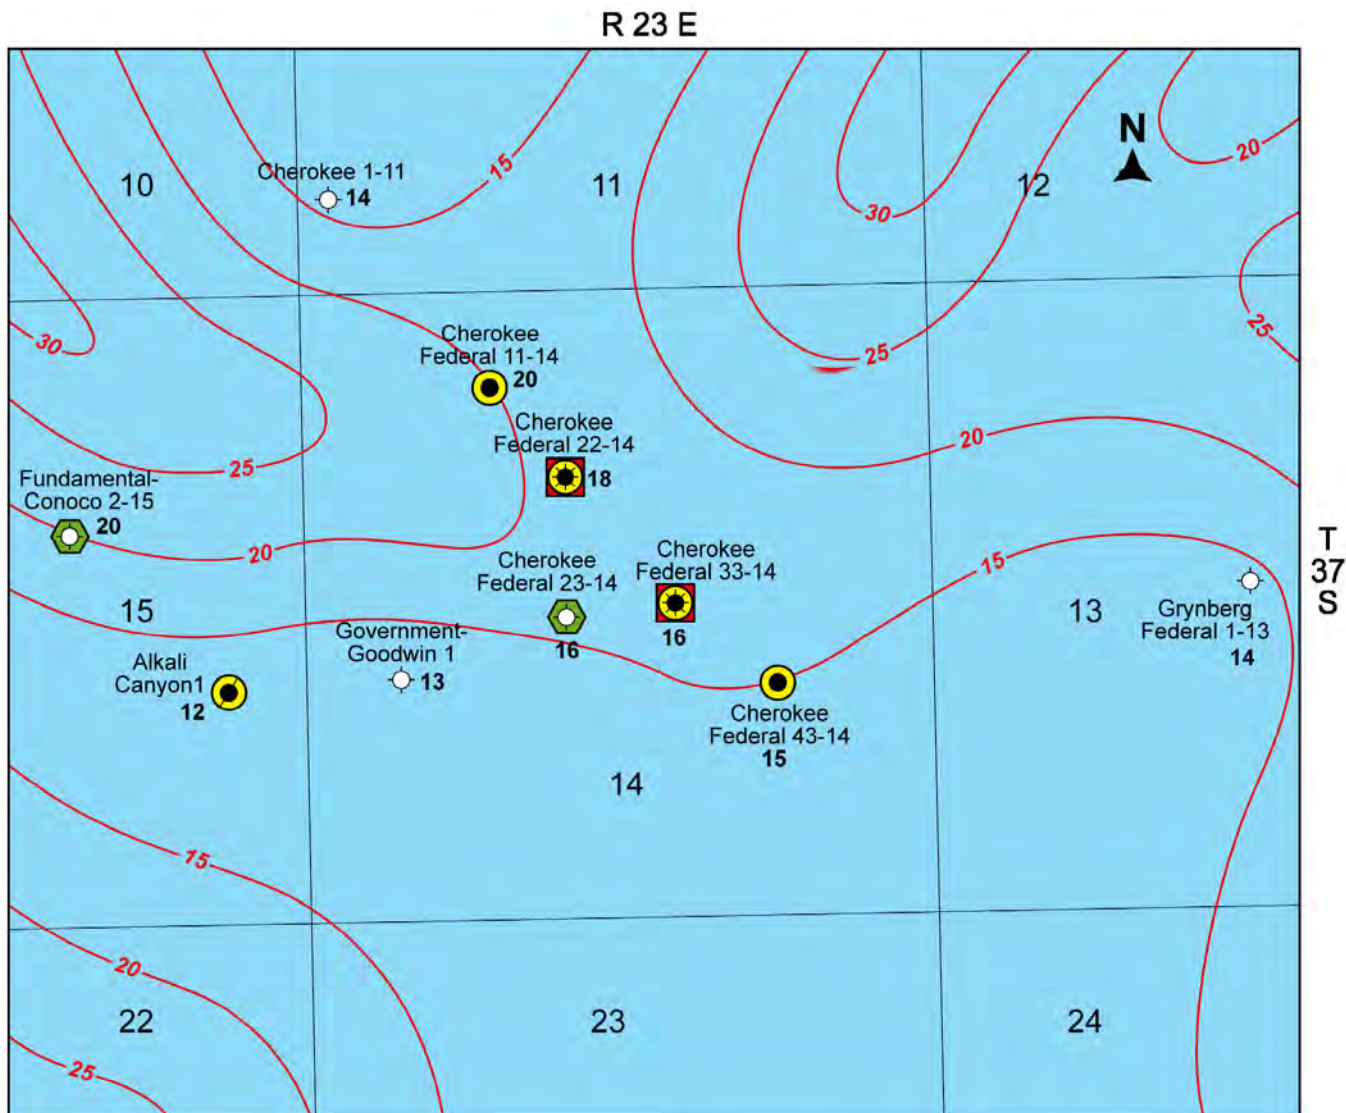 R 23 E
N
10
Cherokee 1-11
14
15
11
12
20
30
30
25
25
Cherokee
Federal 11-14
20
Cherokee
Federal 22-14
18
20
25
Fundamental-
Conoco 2-15
20
20
T
37
S
Cherokee
Federal 23-14
16
Cherokee
Federal 33-14
16
15
15
Government-
Goodwin 1
13
13
Grynberg
Federal 1-13
14
Alkali
Canyon1
12
Cherokee
Federal 43-14
15
14
15
20
22
23
24
25